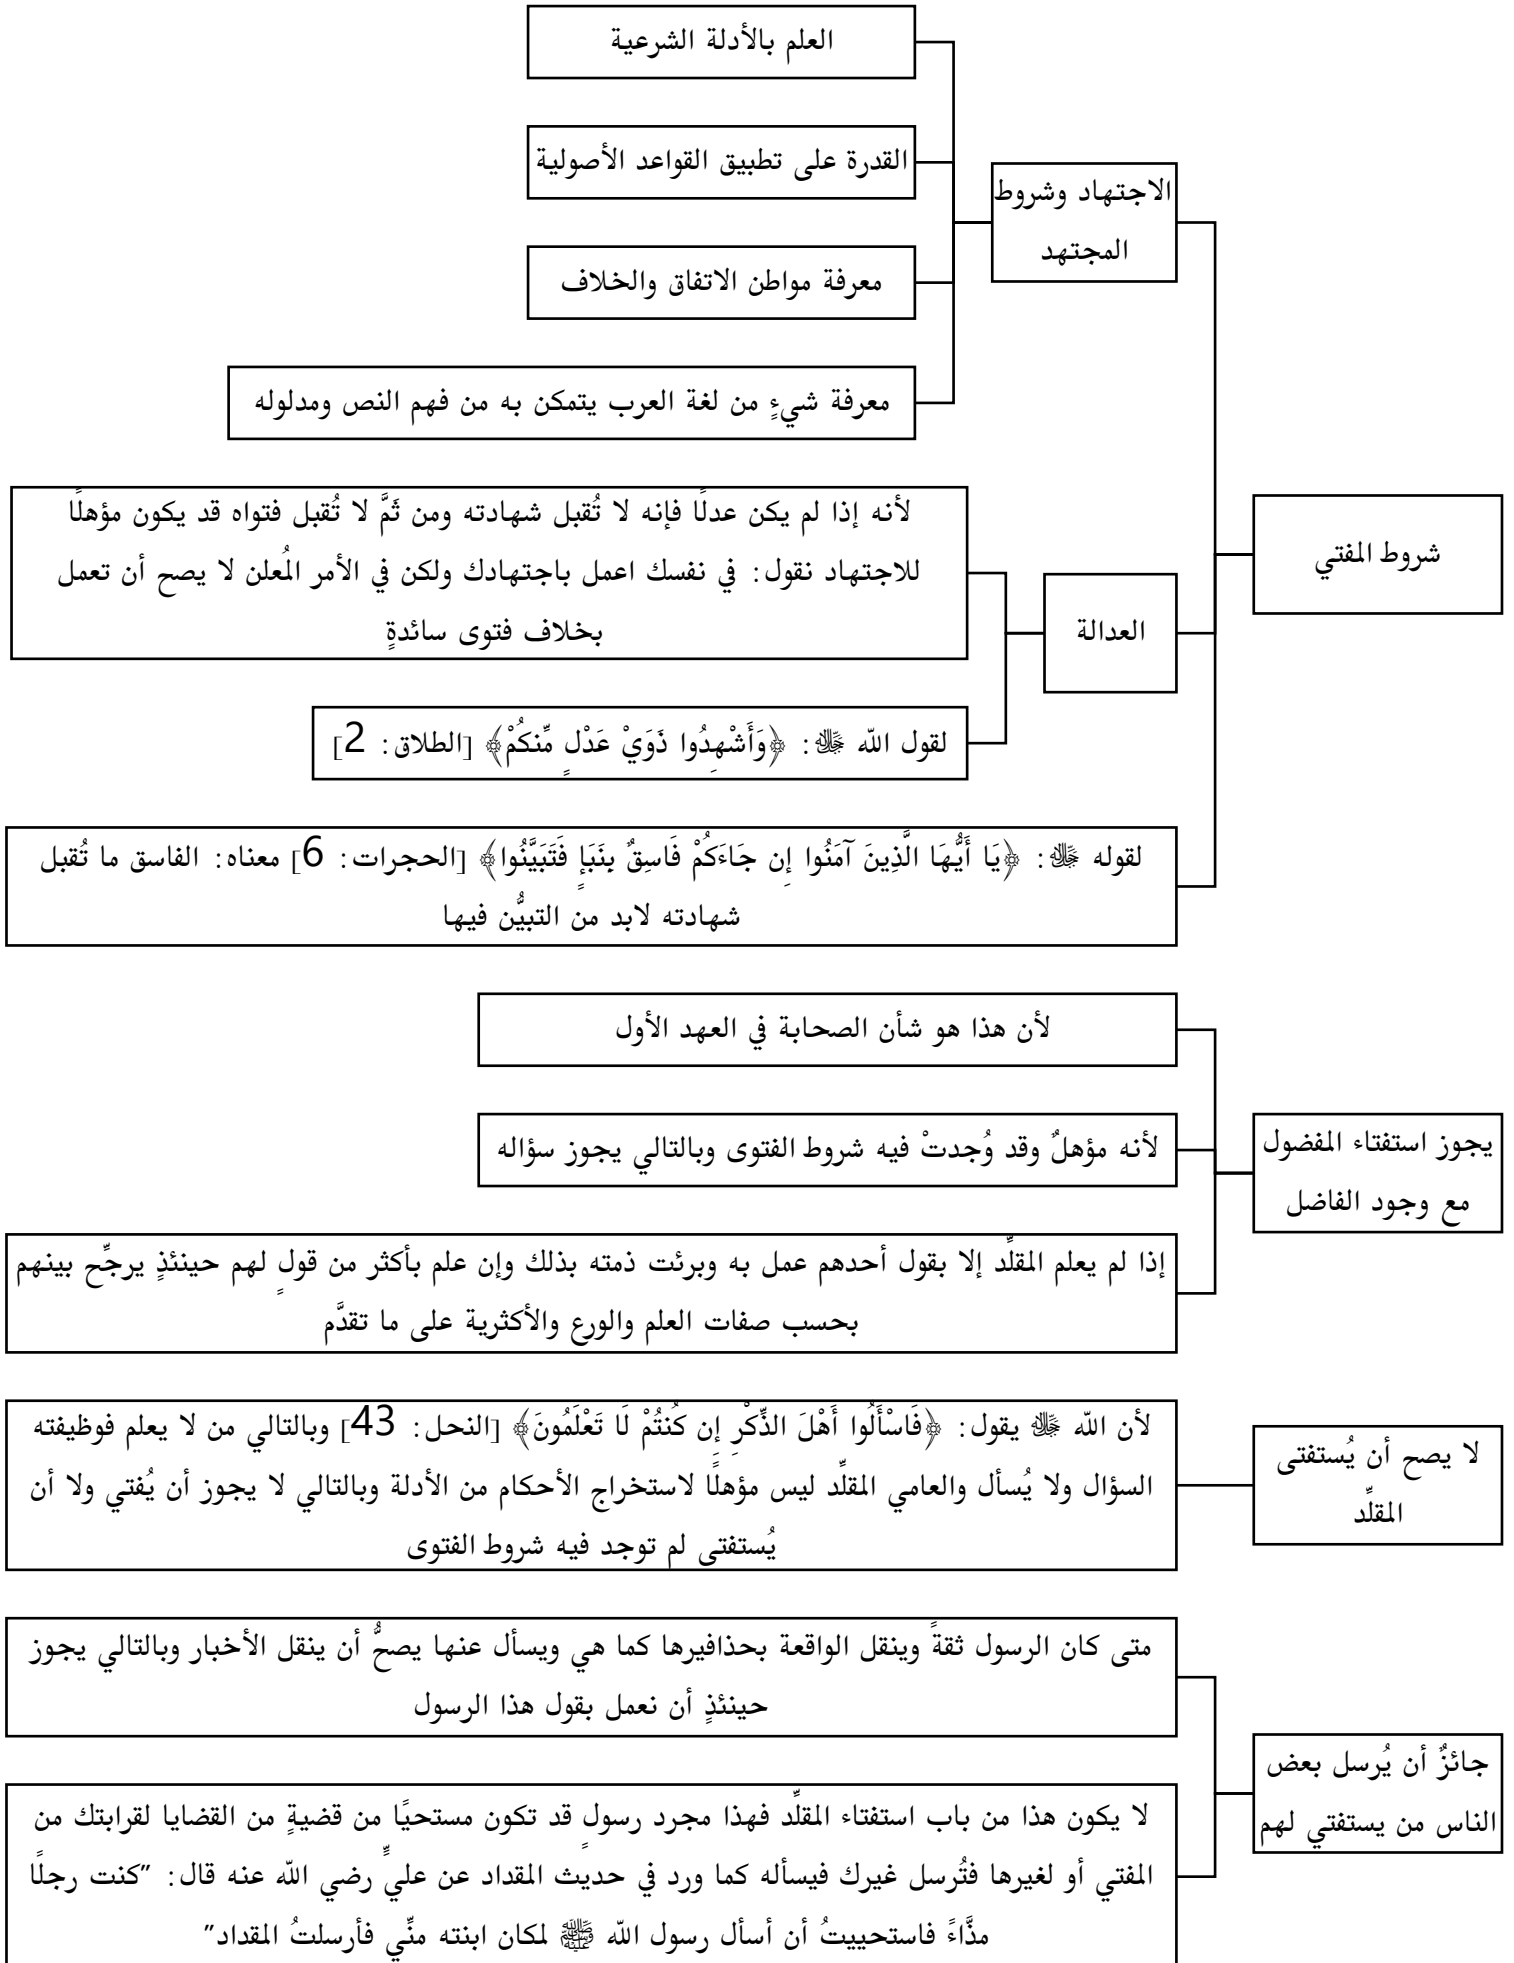 شروط المفتي
الاجتهاد وشروط
المجتهد
العلم بالأدلة الشرعية
القدرة على تطبيق القواعد الأصولية
معرفة مواطن الاتفاق والخلاف
معرفة شيءٍ من لغة العرب يتمكن به من فهم النص ومدلوله
العدالة
لأنه إذا لم يكن عدلًا فإنه لا تُقبل شهادته ومن ثَمَّ لا تُقبل فتواه قد يكون مؤهلًا
للاجتهاد نقول: في نفسك اعمل باجتهادك ولكن في الأمر المُعلن لا يصح أن تعمل
بخلاف فتوى سائدةٍ
لقول الله ﷻ: ﴿وَأَشْهِدُوا ذَوَيْ عَدْلٍ مِّنكُمْ﴾ [الطلاق: 2]
لقوله ﷻ: ﴿يَا أَيُّهَا الَّذِينَ آمَنُوا إِن جَاءَكُمْ فَاسِقٌ بِنَبَإٍ فَتَبَيَّنُوا﴾ [الحجرات: 6] معناه: الفاسق ما تُقبل
شهادته لابد من التبيُّن فيها
يجوز استفتاء المفضول
مع وجود الفاضل
لأن هذا هو شأن الصحابة في العهد الأول
لأنه مؤهلٌ وقد وُجدتْ فيه شروط الفتوى وبالتالي يجوز سؤاله
إذا لم يعلم المقلِّد إلا بقول أحدهم عمل به وبرئت ذمته بذلك وإن علم بأكثر من قولٍ لهم حينئذٍ يرجِّح بينهم
بحسب صفات العلم والورع والأكثرية على ما تقدَّم
لا يصح أن يُستفتى
المقلِّد
لأن الله ﷻ يقول: ﴿فَاسْأَلُوا أَهْلَ الذِّكْرِ إِن كُنتُمْ لَا تَعْلَمُونَ﴾ [النحل: 43] وبالتالي من لا يعلم فوظيفته
السؤال ولا يُسأل والعامي المقلِّد ليس مؤهلًا لاستخراج الأحكام من الأدلة وبالتالي لا يجوز أن يُفتي ولا أن
يُستفتى لم توجد فيه شروط الفتوى
جائزٌ أن يُرسل بعض
الناس من يستفتي لهم
متى كان الرسول ثقةً وينقل الواقعة بحذافيرها كما هي ويسأل عنها يصحُّ أن ينقل الأخبار وبالتالي يجوز
حينئذٍ أن نعمل بقول هذا الرسول
لا يكون هذا من باب استفتاء المقلِّد فهذا مجرد رسولٍ قد تكون مستحيًا من قضيةٍ من القضايا لقرابتك من
المفتي أو لغيرها فتُرسل غيرك فيسأله كما ورد في حديث المقداد عن عليٍّ رضي الله عنه قال: "كنت رجلًا
مذَّاءً فاستحييتُ أن أسأل رسول الله ﷺ لمكان ابنته منِّي فأرسلتُ المقداد"